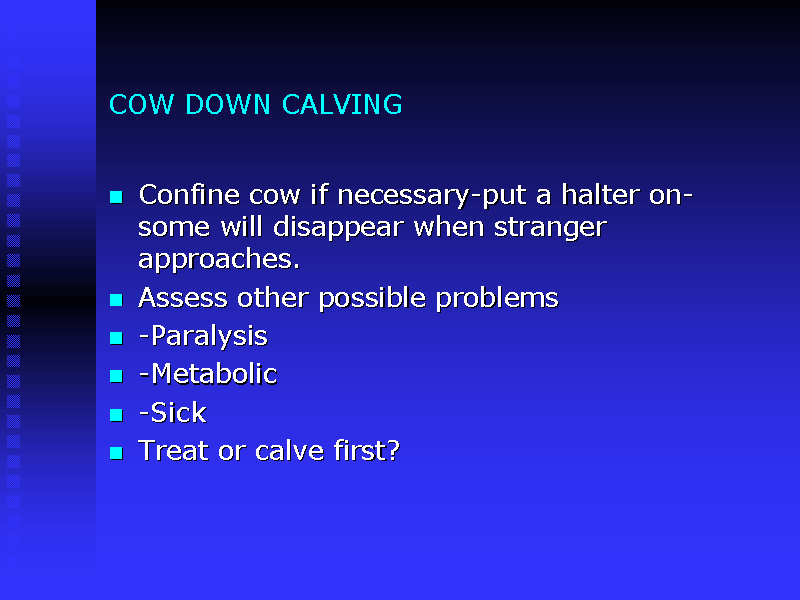 COW DOWN CALVING
Confine cow if necessary-put a halter on-
some will disappear when stranger
approaches.
Assess other possible problems
-Paralysis
-Metabolic
-Sick
Treat or calve first?